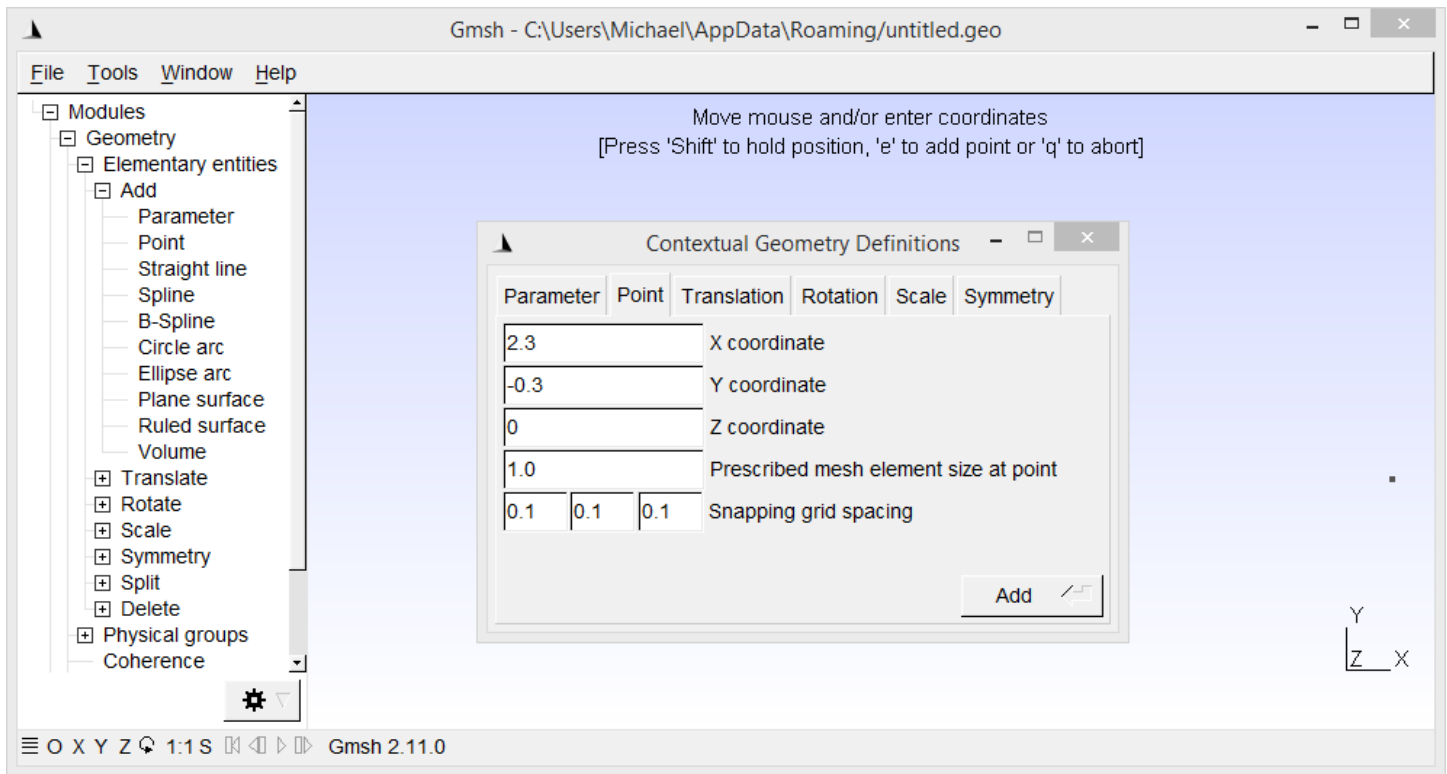 Gmsh - C:\Users\Michael\AppData\Roaming/untitled.geo
File Tools Window Help
Modules
Geometry
Elementary entities
Add
Parameter
Point
Straight line
Spline
B-Spline
Circle arc
Ellipse arc
Plane surface
Ruled surface
Volume
Translate
Rotate
Scale
Symmetry
Split
Delete
Physical groups
Coherence
Move mouse and/or enter coordinates
[Press 'Shift' to hold position, 'e' to add point or 'q' to abort]
Contextual Geometry Definitions
Parameter Point Translation Rotation Scale Symmetry
2.3 X coordinate
-0.3 Y coordinate
0 Z coordinate
1.0 Prescribed mesh element size at point
0.1 0.1 0.1 Snapping grid spacing
Add
Y
Z X
O X Y Z 1:1 S Gmsh 2.11.0